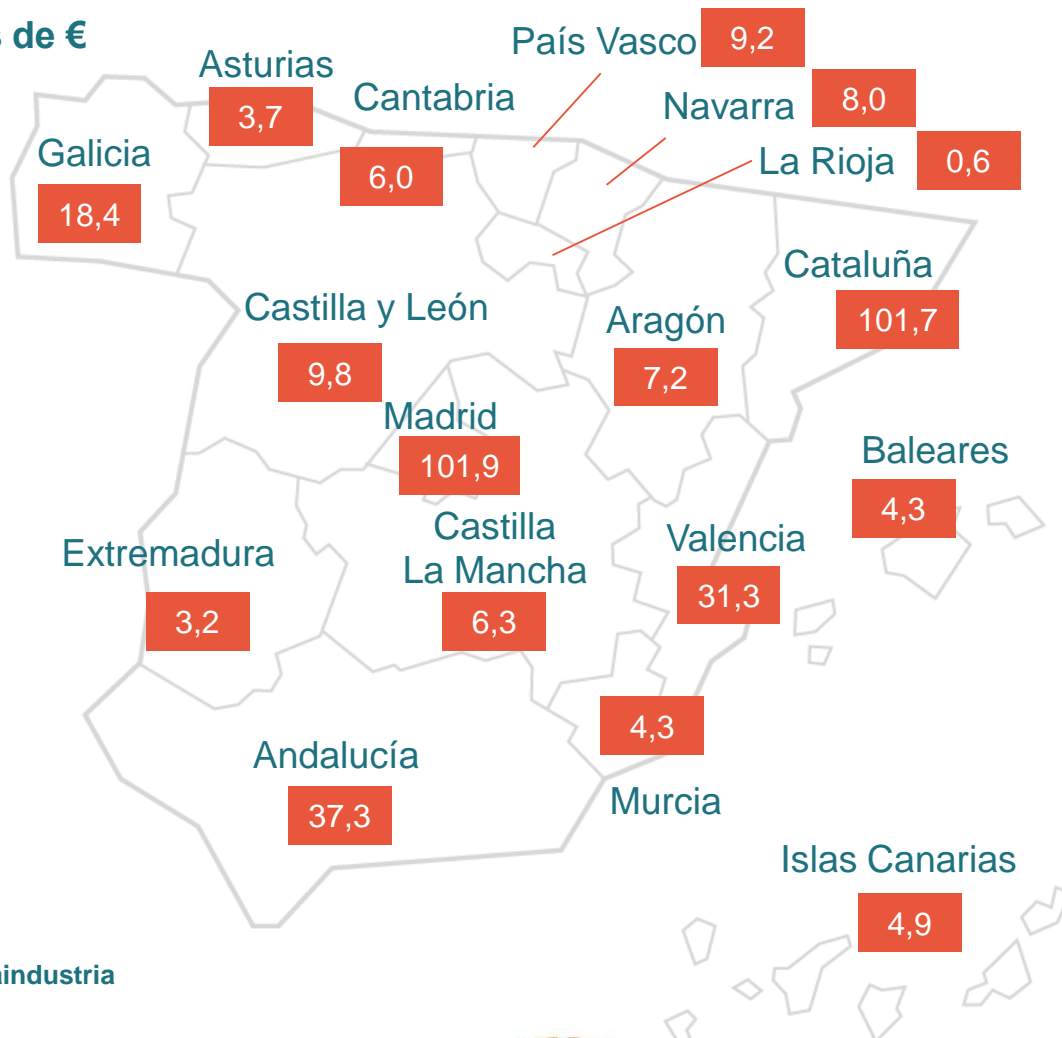 de €
País Vasco
9,2
Asturias
3,7
Cantabria
6,0
Navarra
8,0
Galicia
18,4
La Rioja
0,6
Cataluña
101,7
Castilla y León
9,8
Aragón
7,2
Madrid
101,9
Baleares
4,3
Castilla
La Mancha
6,3
Valencia
31,3
Extremadura
3,2
4,3
Murcia
Andalucía
37,3
Islas Canarias
4,9